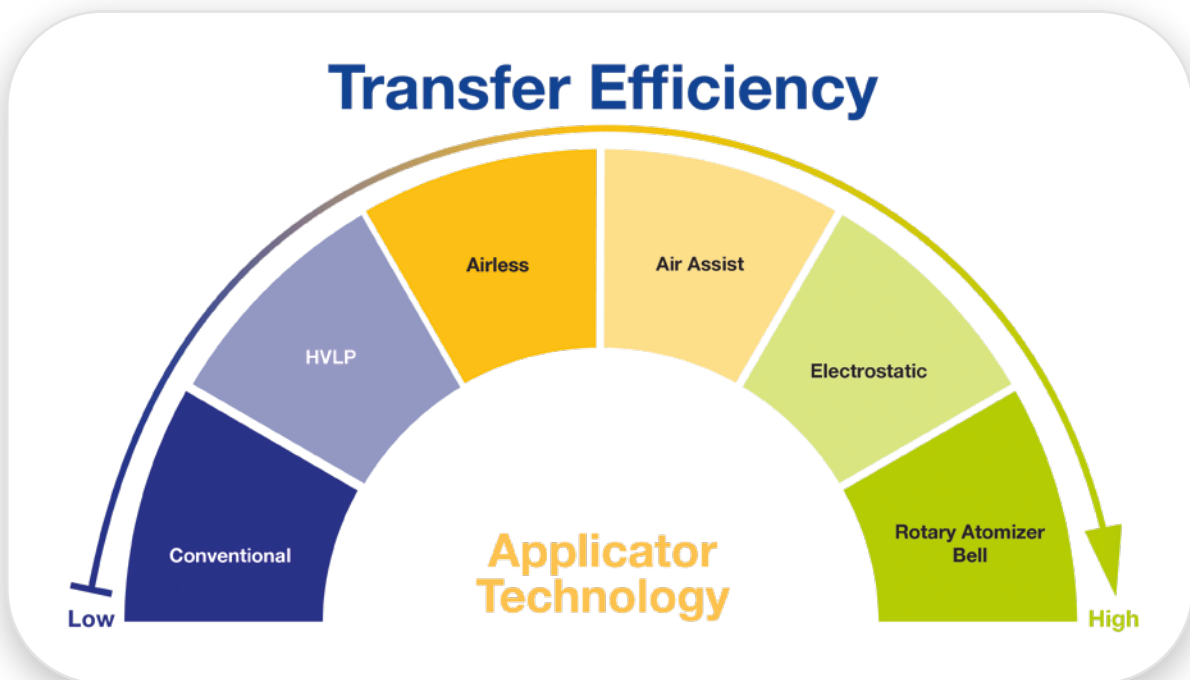 Transfer Efficiency
Conventional
HVLP
Airless
Air Assist
Electrostatic
Rotary Atomizer
Bell
Applicator
Technology
Low
High